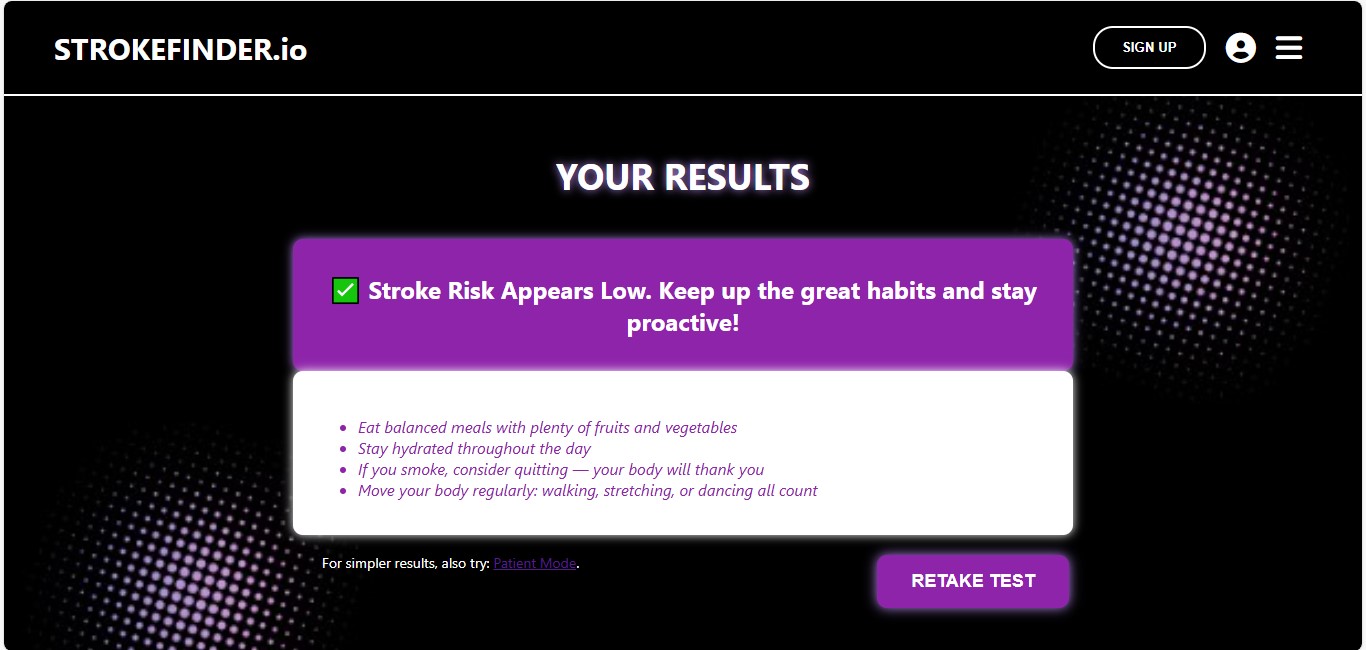 STROKEFINDER.io
SIGN UP
YOUR RESULTS
✅ Stroke Risk Appears Low. Keep up the great habits and stay
proactive!
• Eat balanced meals with plenty of fruits and vegetables
• Stay hydrated throughout the day
• If you smoke, consider quitting — your body will thank you
• Move your body regularly: walking, stretching, or dancing all count
For simpler results, also try: Patient Mode.
RETAKE TEST